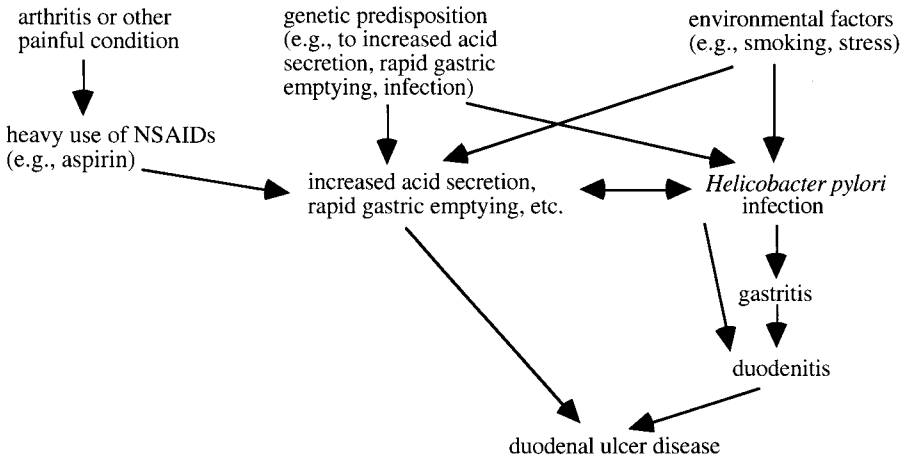 arthritis or other
painful condition
genetic predisposition
(e.g., to increased acid
secretion, rapid gastric
emptying, infection)
environmental factors
(e.g., smoking, stress)
heavy use of NSAIDs
(e.g., aspirin)
increased acid secretion,
rapid gastric emptying, etc.
Helicobacter pylori
infection
gastritis
duodenitis
duodenal ulcer disease